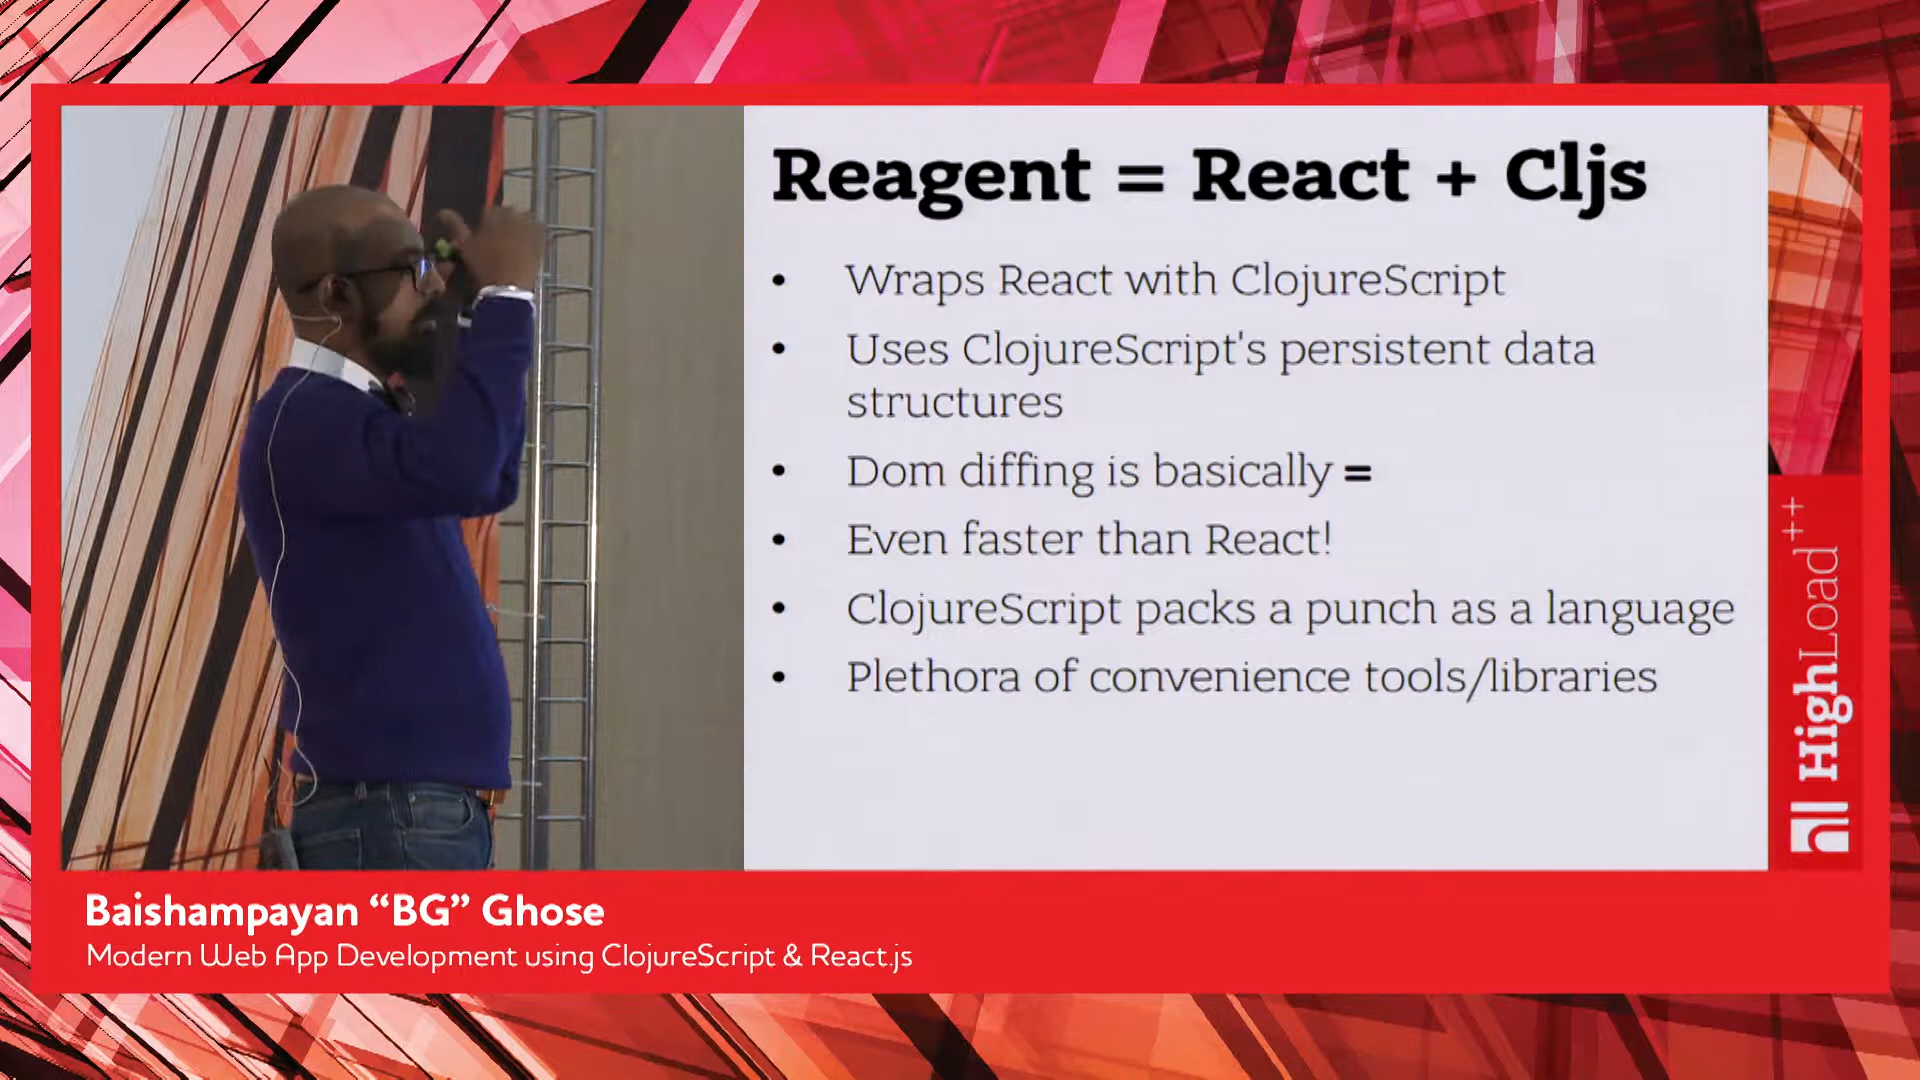 Reagent = React + Cljs
• Wraps React with ClojureScript
• Uses ClojureScript's persistent data
structures
• Dom diffing is basically =
• Even faster than React!
• ClojureScript packs a punch as a language
• Plethora of convenience tools/libraries
HighLoad++
Baishampayan “BG” Ghose
Modern Web App Development using ClojureScript & React.js